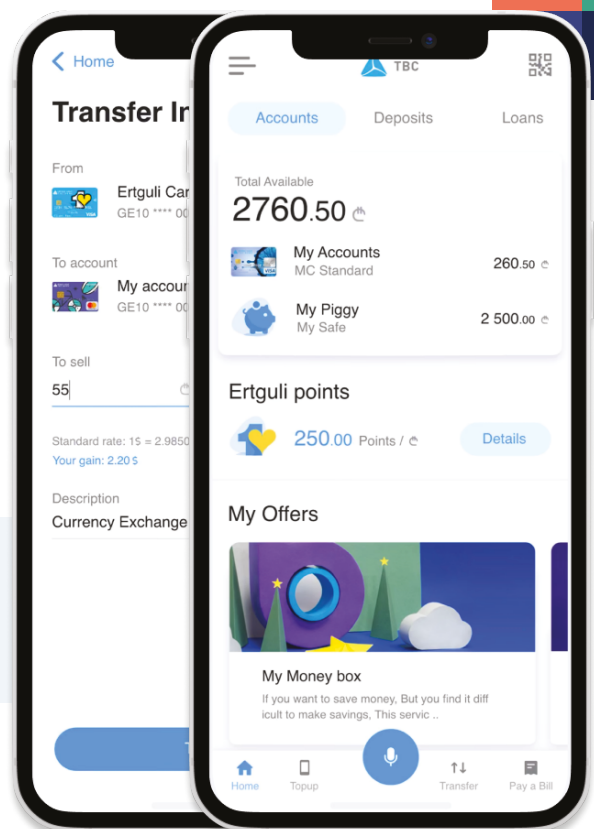 Home
Transfer
From
Ertguli
GE10 **** 00
To account
My accoun
GE10 **** 00
To sell
55
Standard rate: 1$ = 2.9850
Your gain: 2.20 $
Description
Currency Exchange
TBC
Accounts Deposits Loans
Total Available
2760.50 ₾
My Accounts
MC Standard
260.50 ₾
My Piggy
My Safe
2 500.00 ₾
Ertguli points
250.00 Points / ₾
Details
My Offers
My Money box
If you want to save money, But you find it diff
icult to make savings, This servic ..
Home Topup Transfer Pay a Bill